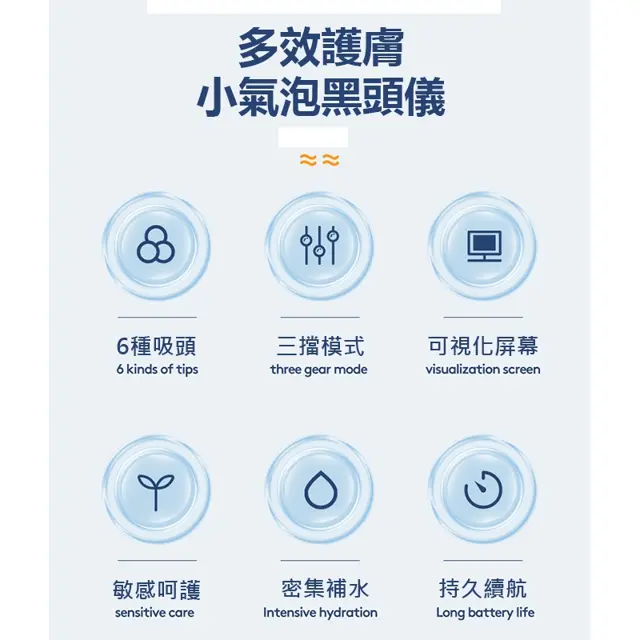 多效護膚
小氣泡黑頭儀
6種吸頭
6 kinds of tips
三擋模式
three gear mode
可視化屏幕
visualization screen
敏感呵護
sensitive care
密集補水
Intensive hydration
持久續航
Long battery life